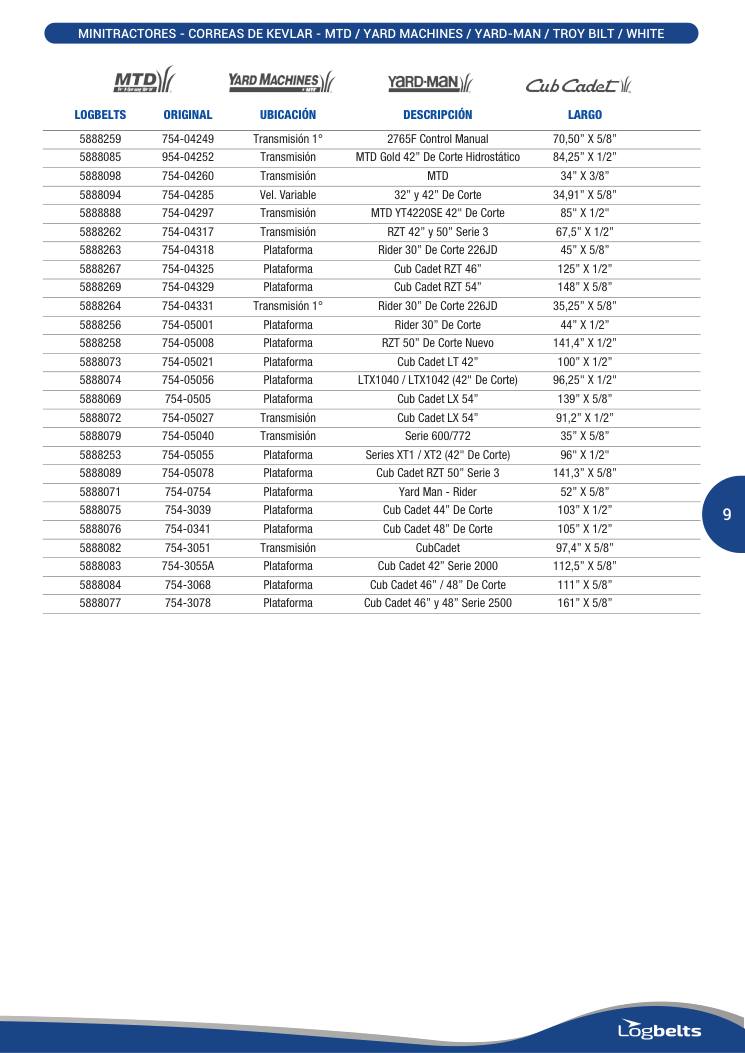 MINITRACTORES - CORREAS DE KEVLAR - MTD / YARD MACHINES / YARD-MAN / TROY BILT / WHITE
MTD YARD MACHINES BY MTD YARD-MAN Cub Cadet
LOGBELTS ORIGINAL UBICACIÓN DESCRIPCIÓN LARGO
5888259 754-04249 Transmisión 1° 2765F Control Manual 70,50” X 5/8”
5888085 954-04252 Transmisión MTD Gold 42” De Corte Hidrostático 84,25” X 1/2”
5888098 754-04260 Transmisión MTD 34” X 3/8”
5888094 754-04285 Vel. Variable 32” y 42” De Corte 34,91” X 5/8”
5888888 754-04297 Transmisión MTD YT4220SE 42" De Corte 85" X 1/2"
5888262 754-04317 Transmisión RZT 42” y 50” Serie 3 67,5” X 1/2”
5888263 754-04318 Plataforma Rider 30” De Corte 226JD 45” X 5/8”
5888267 754-04325 Plataforma Cub Cadet RZT 46” 125” X 1/2”
5888269 754-04329 Plataforma Cub Cadet RZT 54” 148” X 5/8”
5888264 754-04331 Transmisión 1° Rider 30” De Corte 226JD 35,25” X 5/8”
5888256 754-05001 Plataforma Rider 30” De Corte 44” X 1/2”
5888258 754-05008 Plataforma RZT 50” De Corte Nuevo 141,4” X 1/2”
5888073 754-05021 Plataforma Cub Cadet LT 42” 100” X 1/2”
5888074 754-05056 Plataforma LTX1040 / LTX1042 (42" De Corte) 96,25" X 1/2"
5888069 754-0505 Plataforma Cub Cadet LX 54” 139” X 5/8”
5888072 754-05027 Transmisión Cub Cadet LX 54” 91,2” X 1/2”
5888079 754-05040 Transmisión Serie 600/772 35” X 5/8”
5888253 754-05055 Plataforma Series XT1 / XT2 (42" De Corte) 96" X 1/2"
5888089 754-05078 Plataforma Cub Cadet RZT 50” Serie 3 141,3” X 5/8”
5888071 754-0754 Plataforma Yard Man - Rider 52” X 5/8”
5888075 754-3039 Plataforma Cub Cadet 44” De Corte 103” X 1/2”
5888076 754-0341 Plataforma Cub Cadet 48” De Corte 105” X 1/2”
5888082 754-3051 Transmisión CubCadet 97,4” X 5/8”
5888083 754-3055A Plataforma Cub Cadet 42” Serie 2000 112,5” X 5/8”
5888084 754-3068 Plataforma Cub Cadet 46” / 48” De Corte 111” X 5/8”
5888077 754-3078 Plataforma Cub Cadet 46” y 48” Serie 2500 161” X 5/8”
9
Logbelts